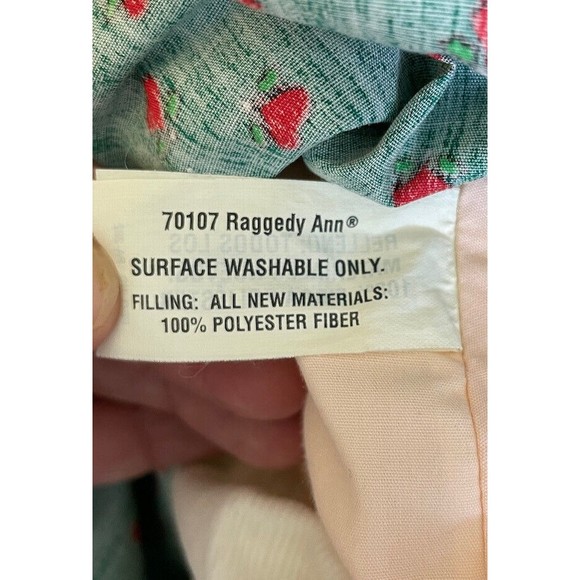 70107 Raggedy Ann®
SURFACE WASHABLE ONLY.
FILLING: ALL NEW MATERIALS:
100% POLYESTER FIBER